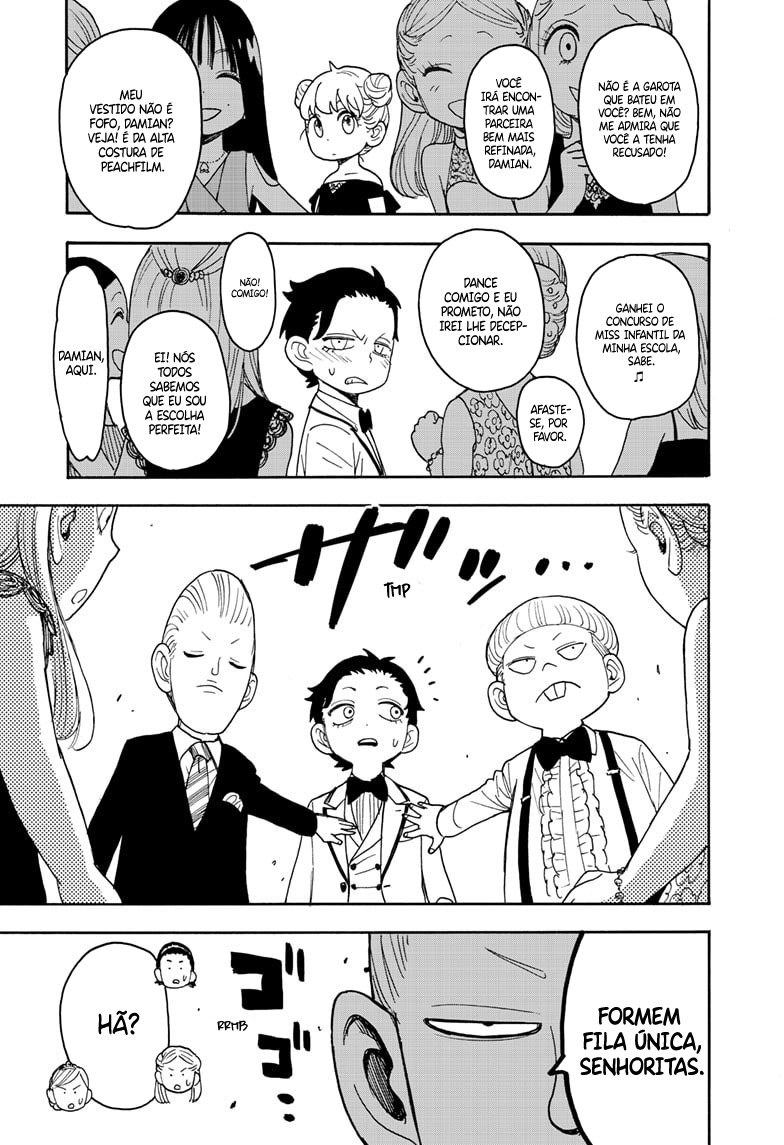 NÃO É A GAROTA
QUE BATEU EM
VOCÊ? BEM, NÃO
ME ADMIRA QUE
VOCÊ A TENHA
RECUSADO!
VOCÊ
IRÁ ENCON-
TRAR UMA
PARCEIRA
BEM MAIS
REFINADA,
DAMIAN.
MEU
VESTIDO NÃO É
FOFO, DAMIAN?
VEJA! É DA ALTA
COSTURA DE
PEACHFILM.
GANHEI O
CONCURSO DE
MISS INFANTIL DA
MINHA ESCOLA,
SABE.
♫
DANCE
COMIGO E EU
PROMETO, NÃO
IREI LHE DECEP-
CIONAR.
AFASTE-
SE, POR
FAVOR.
NÃO!
COMIGO!
EI! NÓS
TODOS
SABEMOS
QUE EU SOU
A ESCOLHA
PERFEITA!
DAMIAN,
AQUI.
ザッ...
TMP
FORMEM
FILA ÚNICA,
SENHORITAS.
ゴゴ...
RRMB
HÃ?